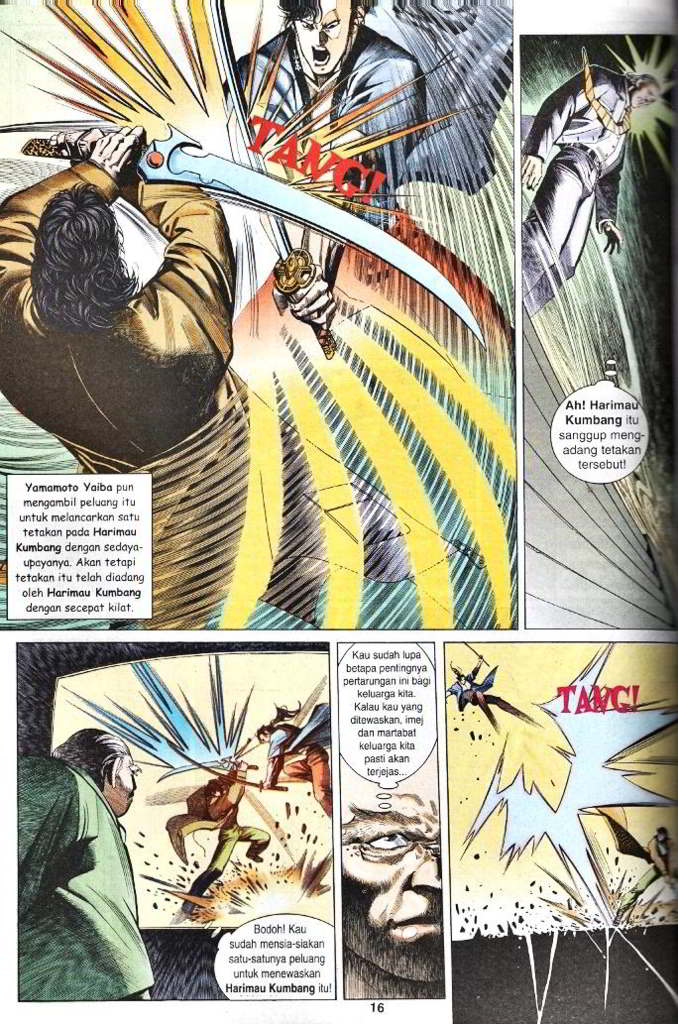 TANG!
Yamamoto Yaiba pun
mengambil peluang itu
untuk melancarkan satu
tetakan pada Harimau
Kumbang dengan sedaya-
upayanya. Akan tetapi
tetakan itu telah diadang
oleh Harimau Kumbang
dengan secepat kilat.
Ah! Harimau
Kumbang itu
sanggup meng-
adang tetakan
tersebut!
Bodoh! Kau
sudah mensia-siakan
satu-satunya peluang
untuk menewaskan
Harimau Kumbang itu!
Kau sudah lupa
betapa pentingnya
pertarungan ini bagi
keluarga kita.
Kalau kau yang
ditewaskan, imej
dan martabat
keluarga kita
pasti akan
terjejas...
TANG!
16